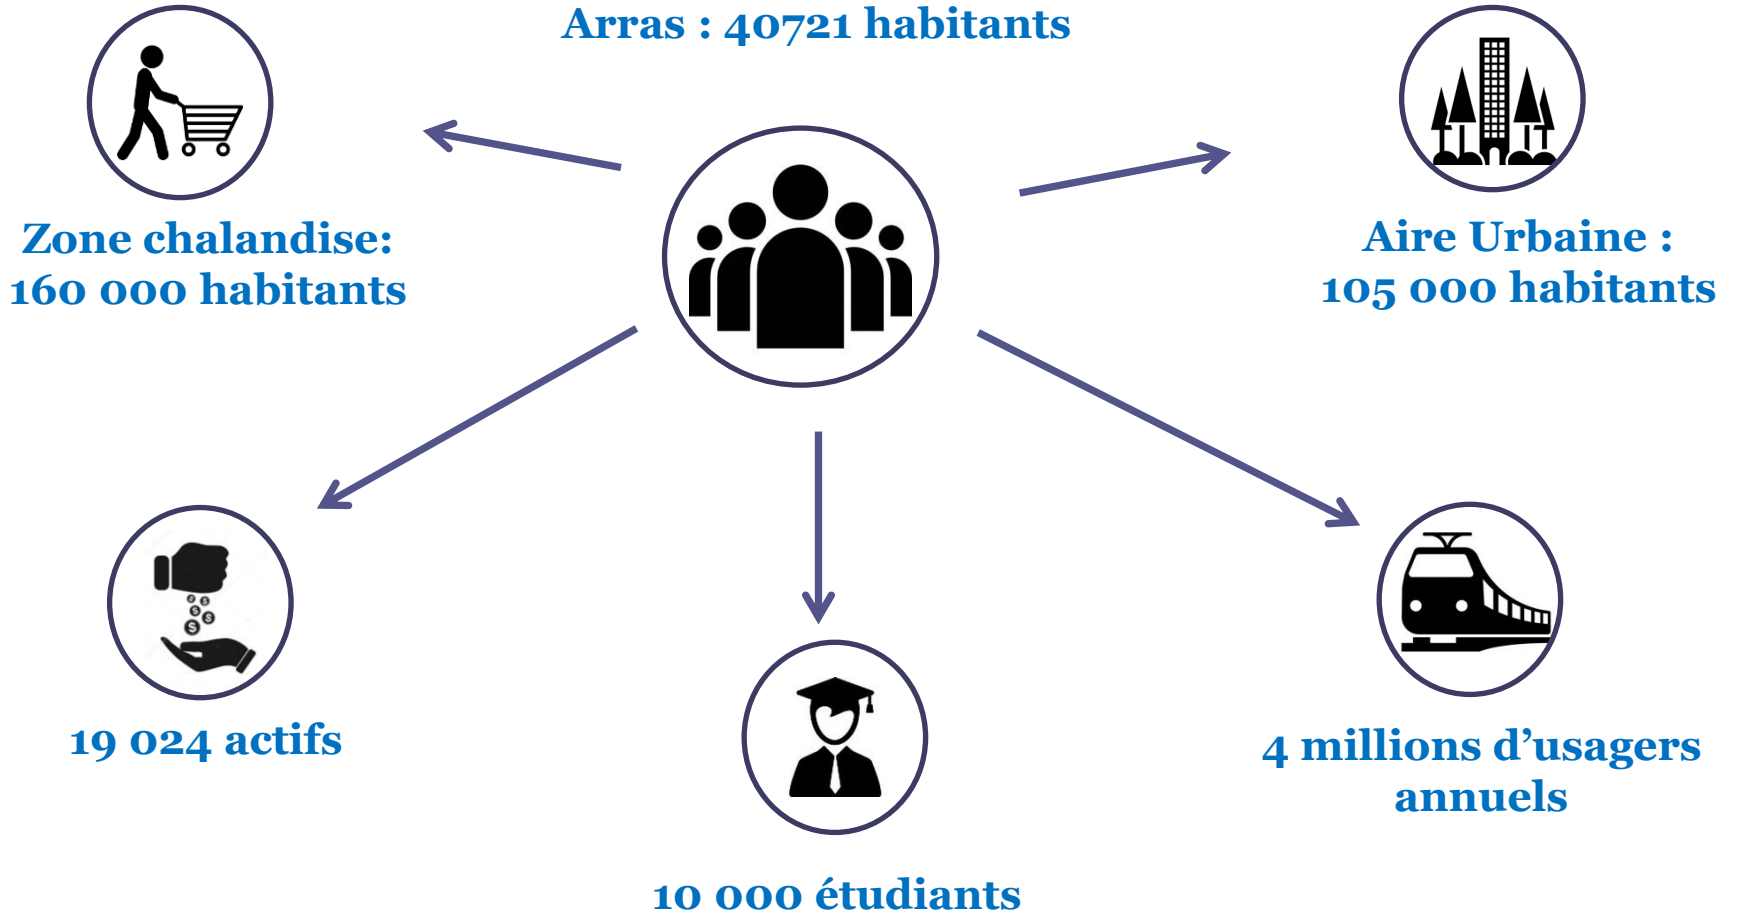 Arras : 40721 habitants
Zone chalandise:
160 000 habitants
Aire Urbaine :
105 000 habitants
19 024 actifs
4 millions d’usagers
annuels
10 000 étudiants